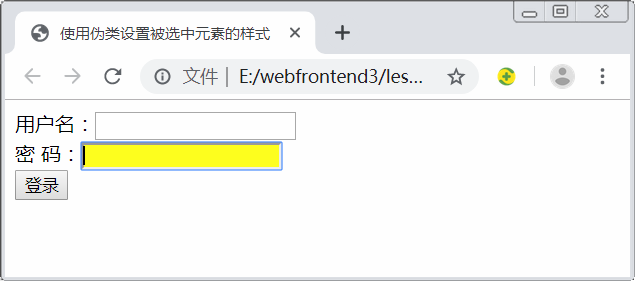 使用伪类设置被选中元素的样式
文件 | E:/webfrontend3/les...
用户名：
密 码：
登录